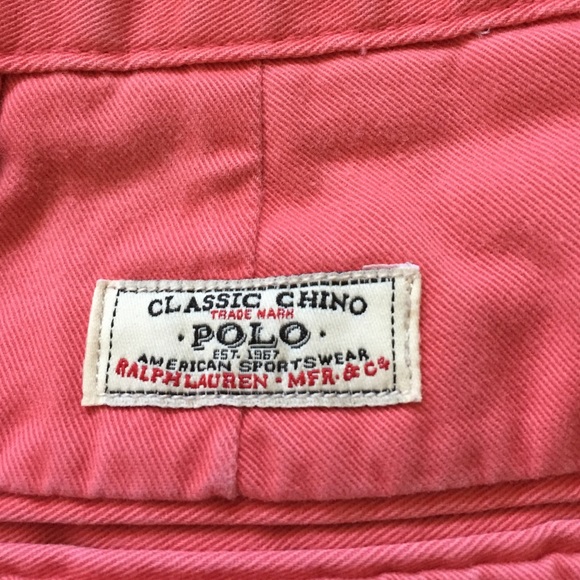 CLASSIC CHINO
TRADE MARK
· POLO ·
EST. 1967
AMERICAN SPORTSWEAR
RALPH LAUREN · MFR. & Cº